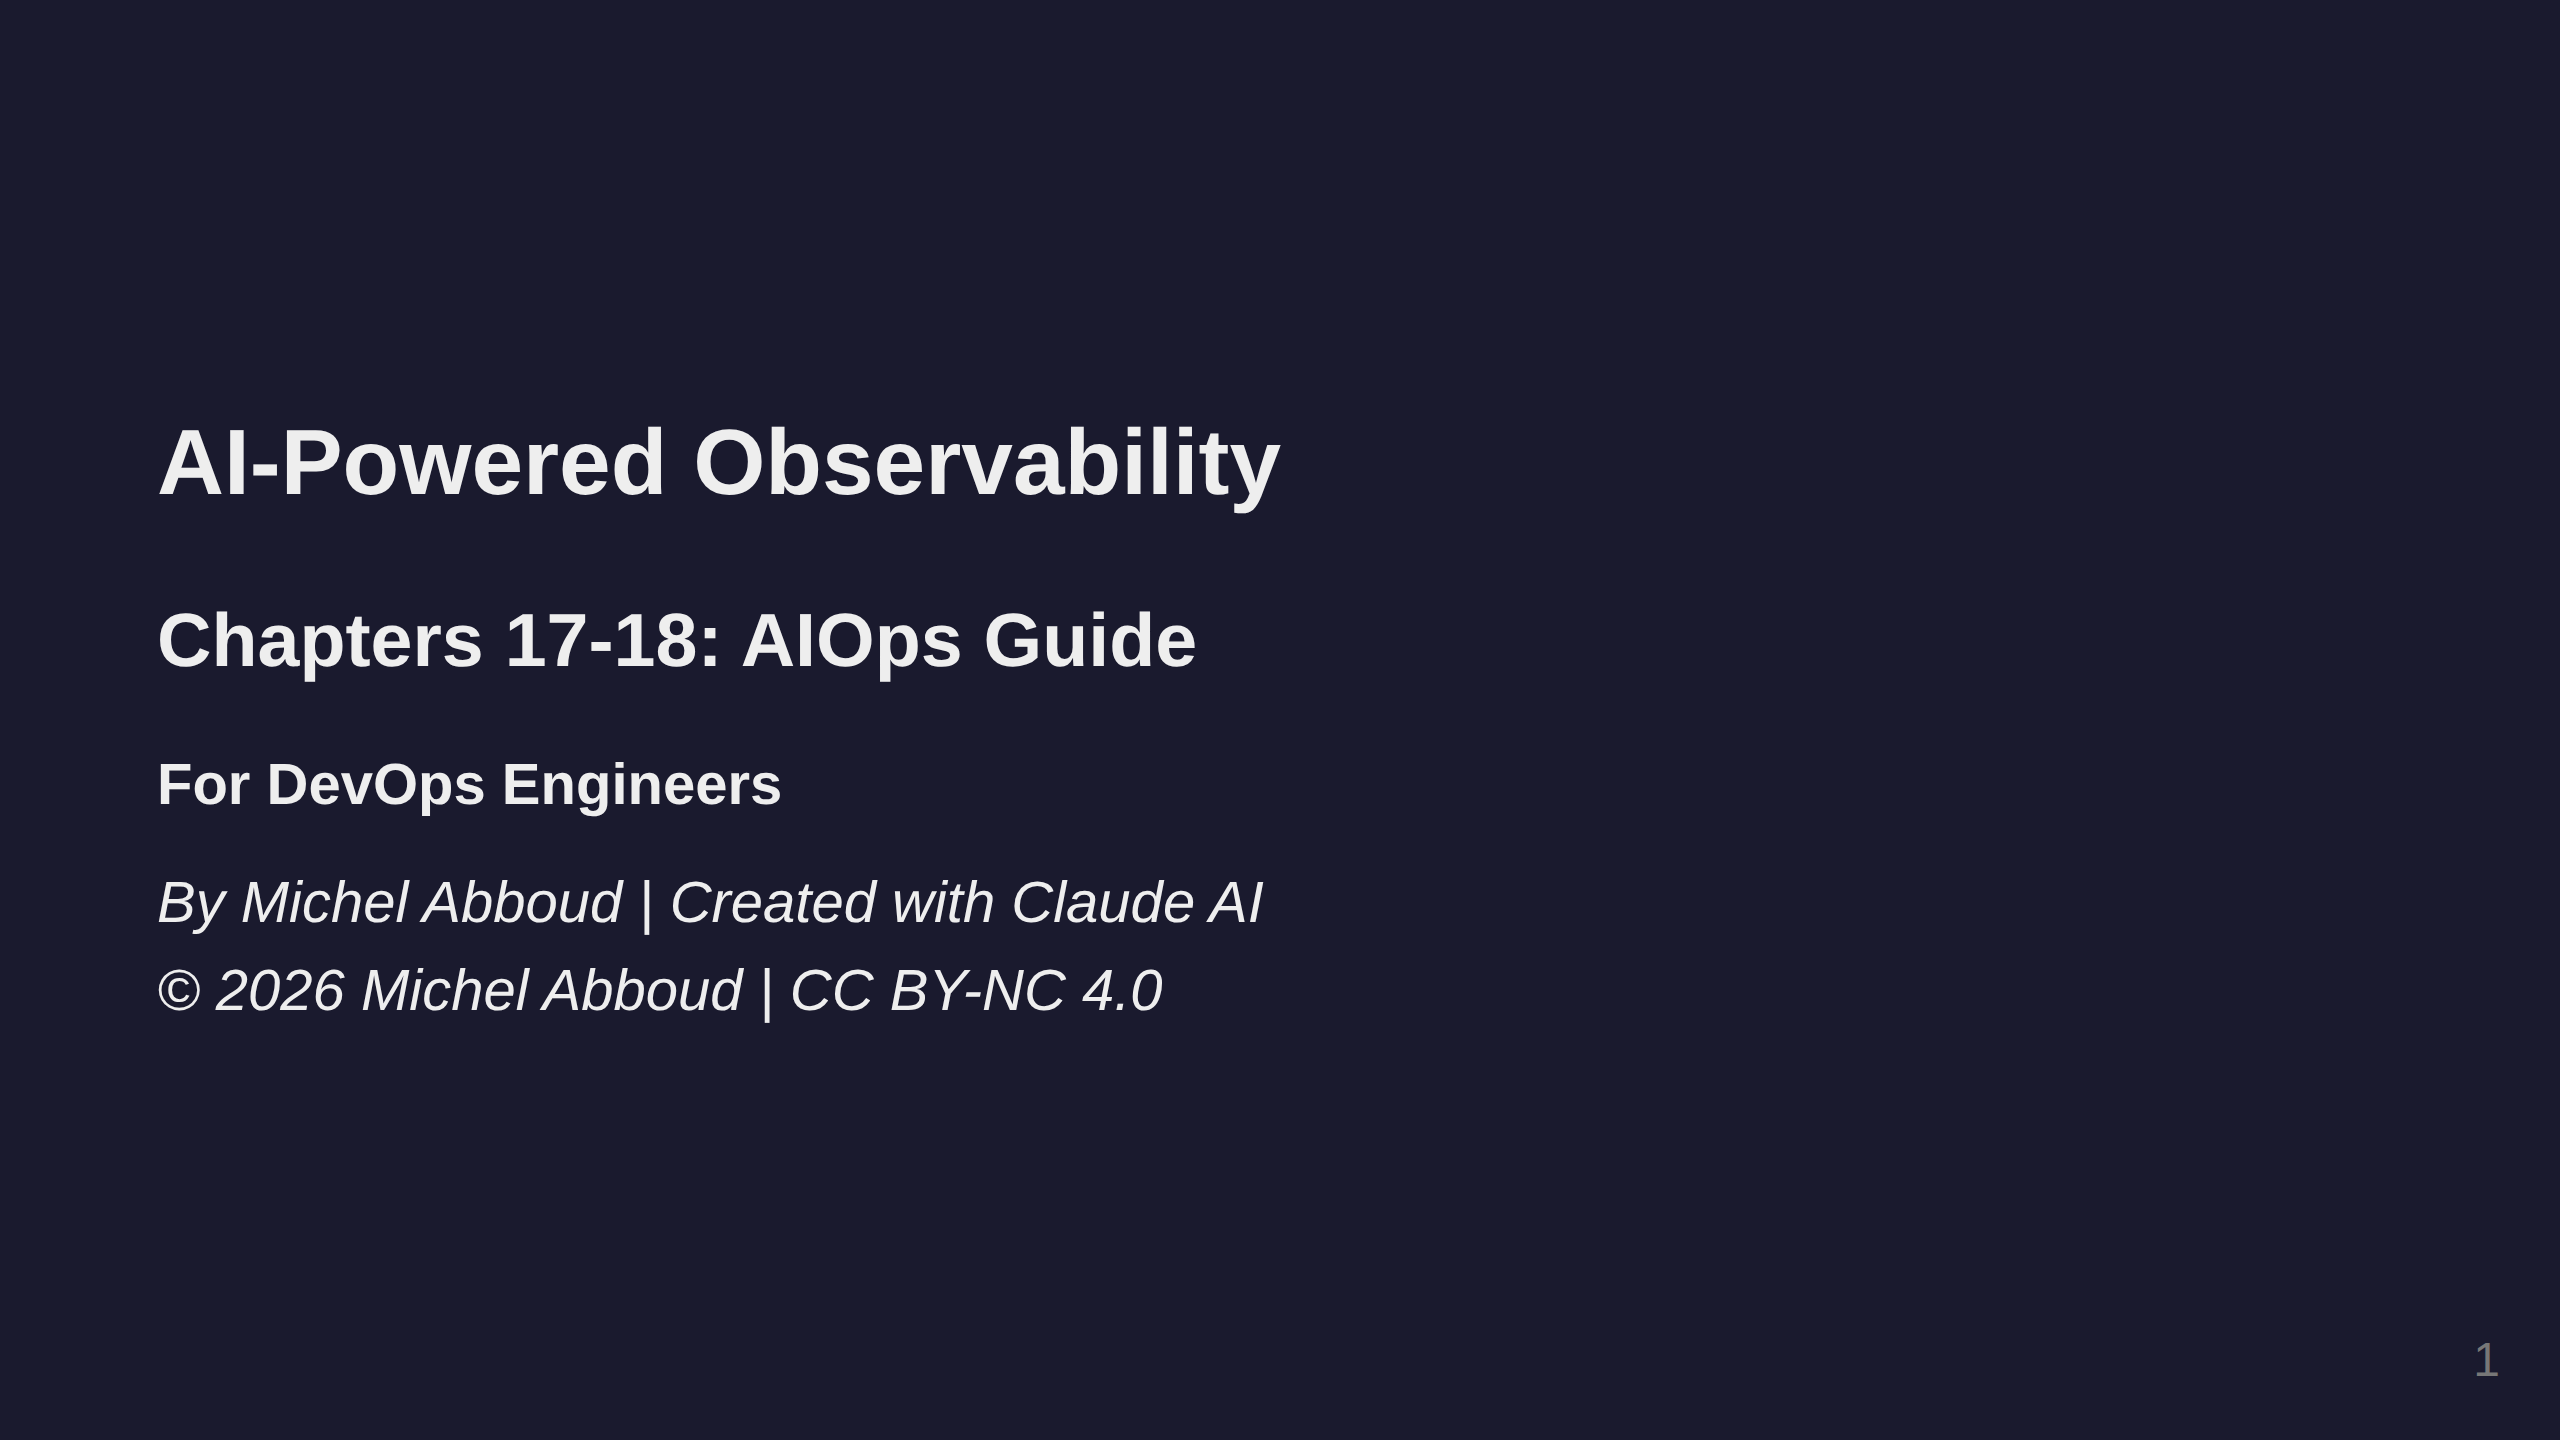 AI-Powered Observability
Chapters 17-18: AIOps Guide
For DevOps Engineers
By Michel Abboud | Created with Claude AI
© 2026 Michel Abboud | CC BY-NC 4.0
1